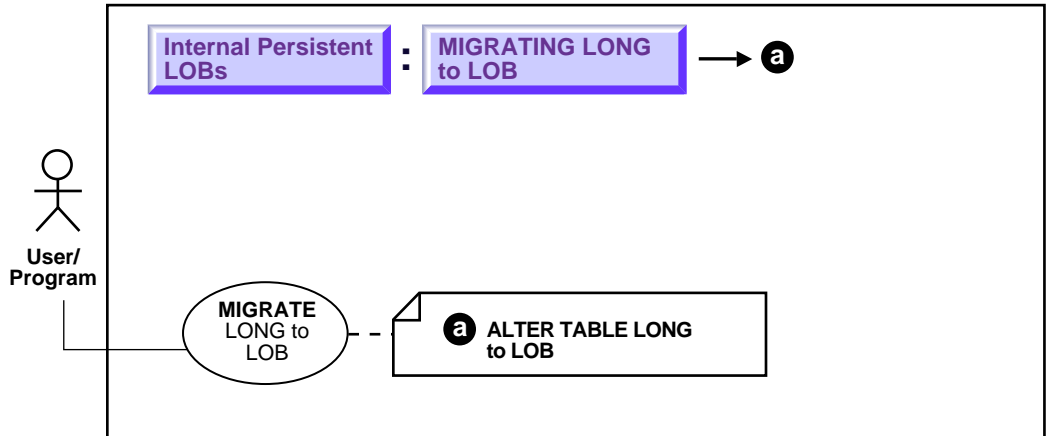 Internal Persistent
LOBs
:
MIGRATING LONG
to LOB
a
User/
Program
MIGRATE
LONG to
LOB
a ALTER TABLE LONG
to LOB